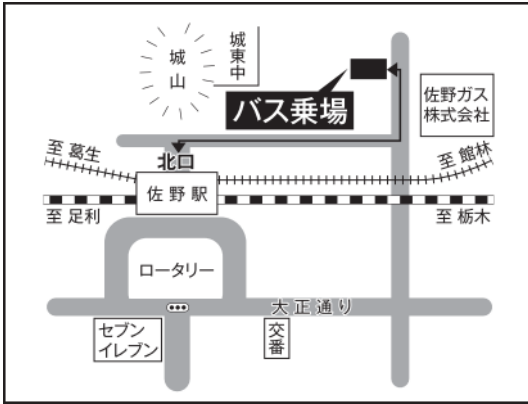 城山
城東中
バス乗場
佐野ガス
株式会社
北口
至 葛生
至 館林
佐野駅
至 足利
至 栃木
ロータリー
大正通り
セブン
イレブン
交番